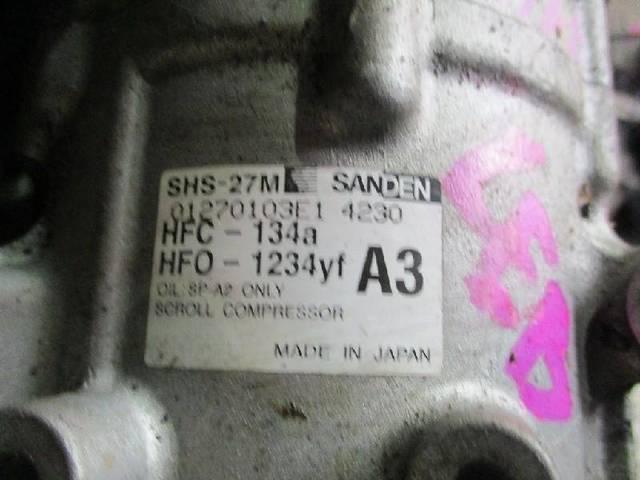 SHS-27M SANDEN
01270103E1 4230
HFC - 134a
HFO - 1234yf A3
OIL:SP-A2 ONLY
SCROLL COMPRESSOR
MADE IN JAPAN